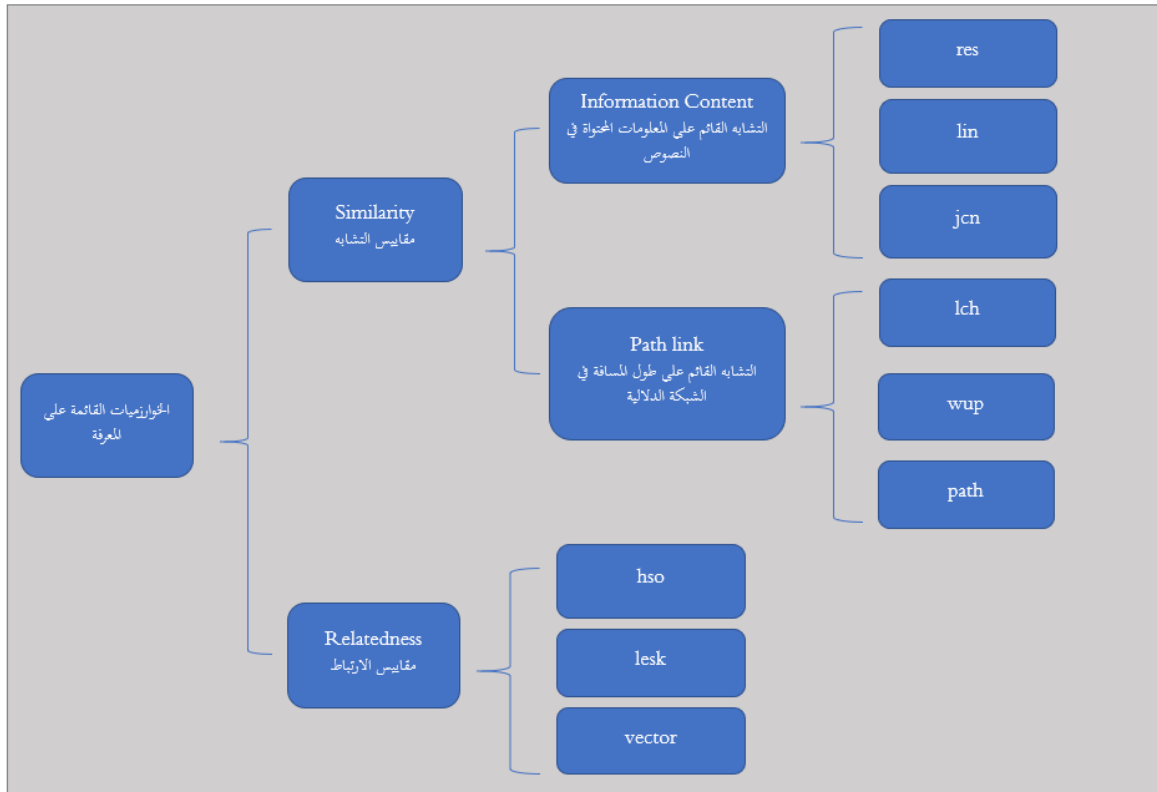 الخوارزميات القائمة على
المعرفة
Similarity
مقاييس التشابه
Information Content
التشابه القائم على المعلومات المحتواة في
النصوص
res
lin
jcn
Path link
التشابه القائم على طول المسافة في
الشبكة الدلالية
lch
wup
path
Relatedness
مقاييس الارتباط
hso
lesk
vector